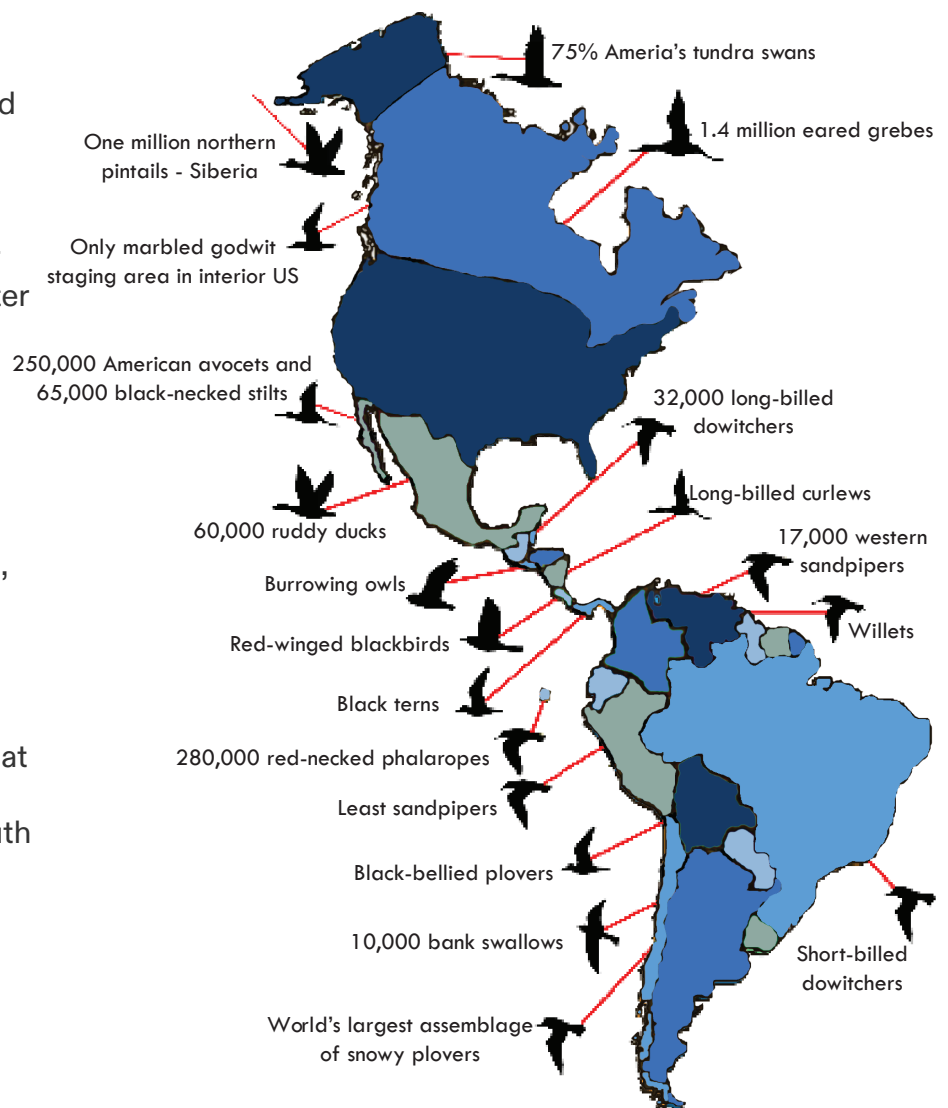 d
ter
,
at
th
75% Ameria's tundra swans
1.4 million eared grebes
One million northern
pintails - Siberia
Only marbled godwit
staging area in interior US
250,000 American avocets and
65,000 black-necked stilts
32,000 long-billed
dowitchers
Long-billed curlews
60,000 ruddy ducks
17,000 western
sandpipers
Burrowing owls
Willets
Red-winged blackbirds
Black terns
280,000 red-necked phalaropes
Least sandpipers
Black-bellied plovers
10,000 bank swallows
Short-billed
dowitchers
World's largest assemblage
of snowy plovers